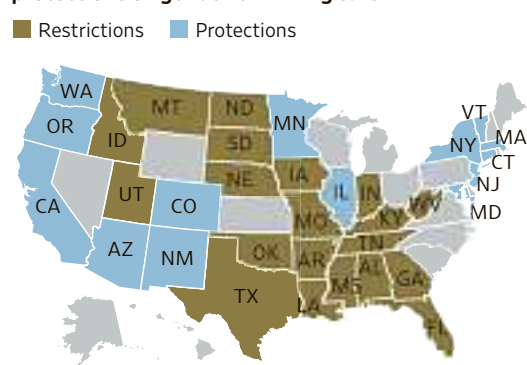 Restrictions
Protections
WA
MT
ND
MN
VT
OR
ID
SD
NY
MA
CT
NE
IA
IL
IN
NJ
UT
CA
CO
MO
KY
WV
MD
AZ
NM
OK
AR
TN
TX
MS
AL
GA
LA
FL